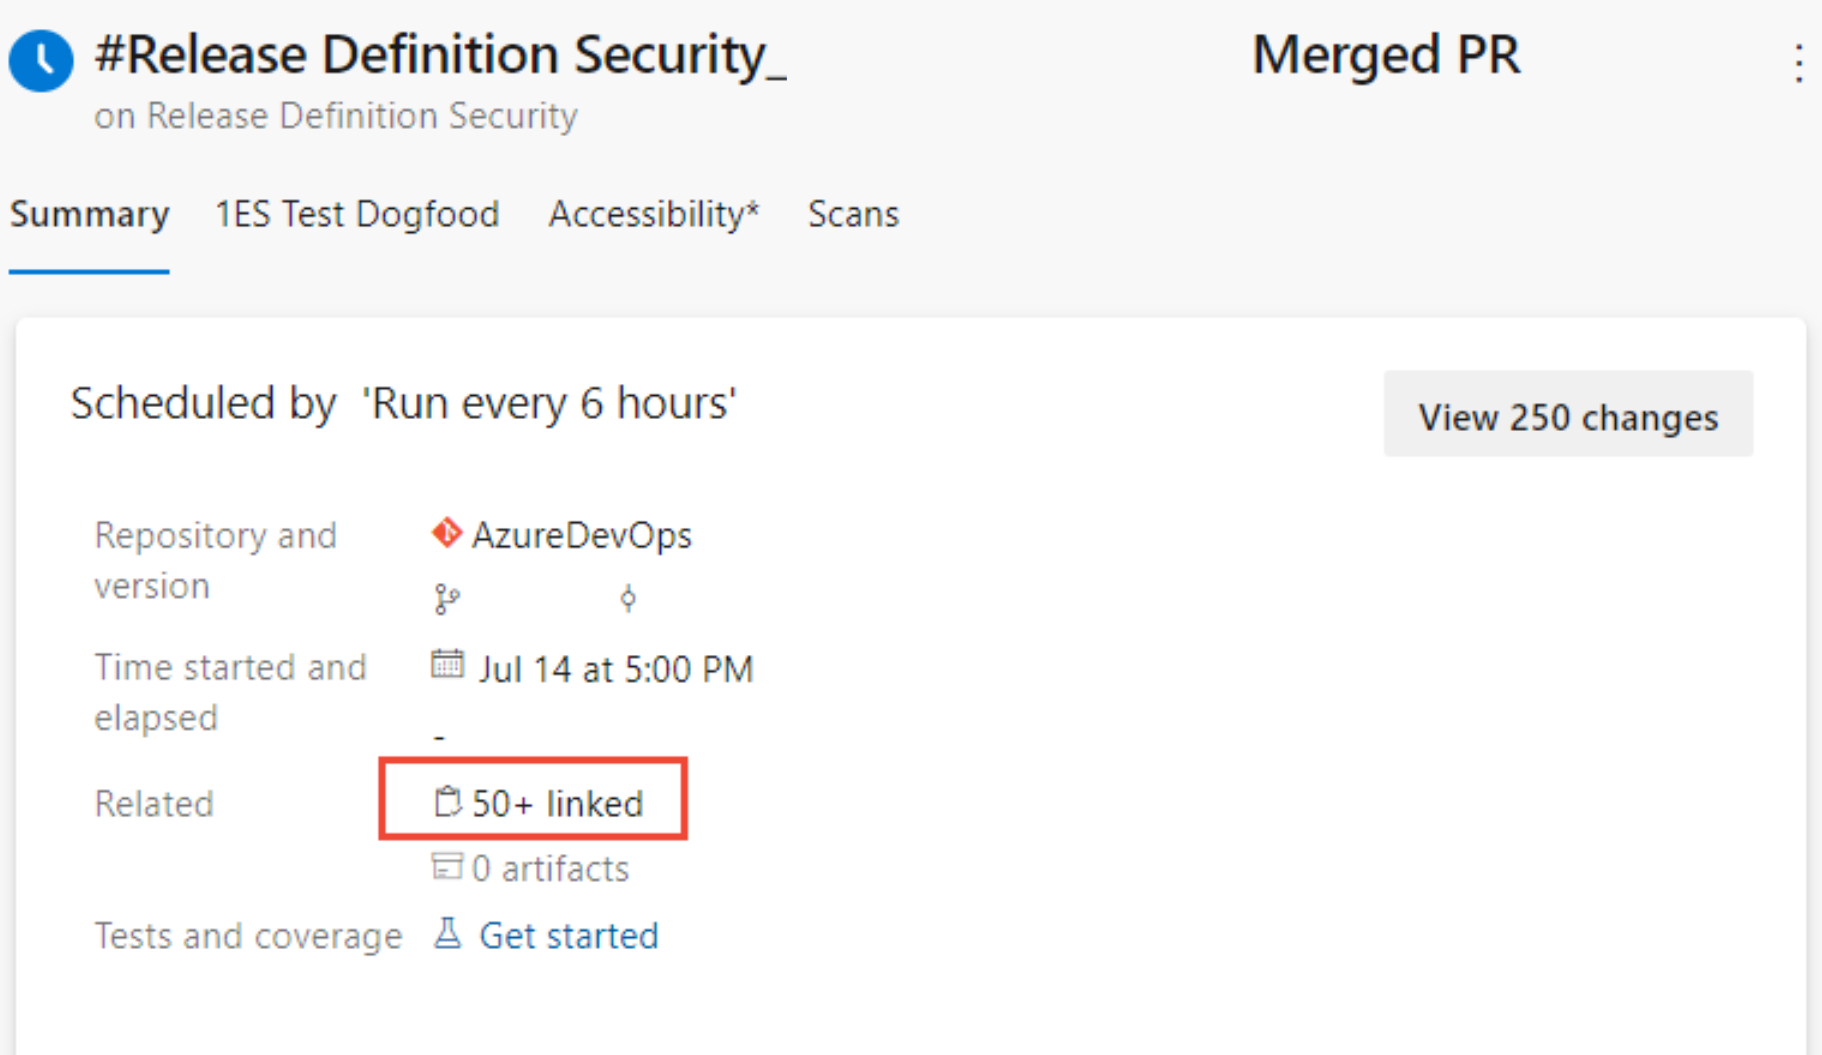 #Release Definition Security_ Merged PR
on Release Definition Security
Summary 1ES Test Dogfood Accessibility* Scans
Scheduled by 'Run every 6 hours'
View 250 changes
Repository and
version
AzureDevOps
Time started and
elapsed
Jul 14 at 5:00 PM
-
Related
50+ linked
0 artifacts
Tests and coverage
Get started